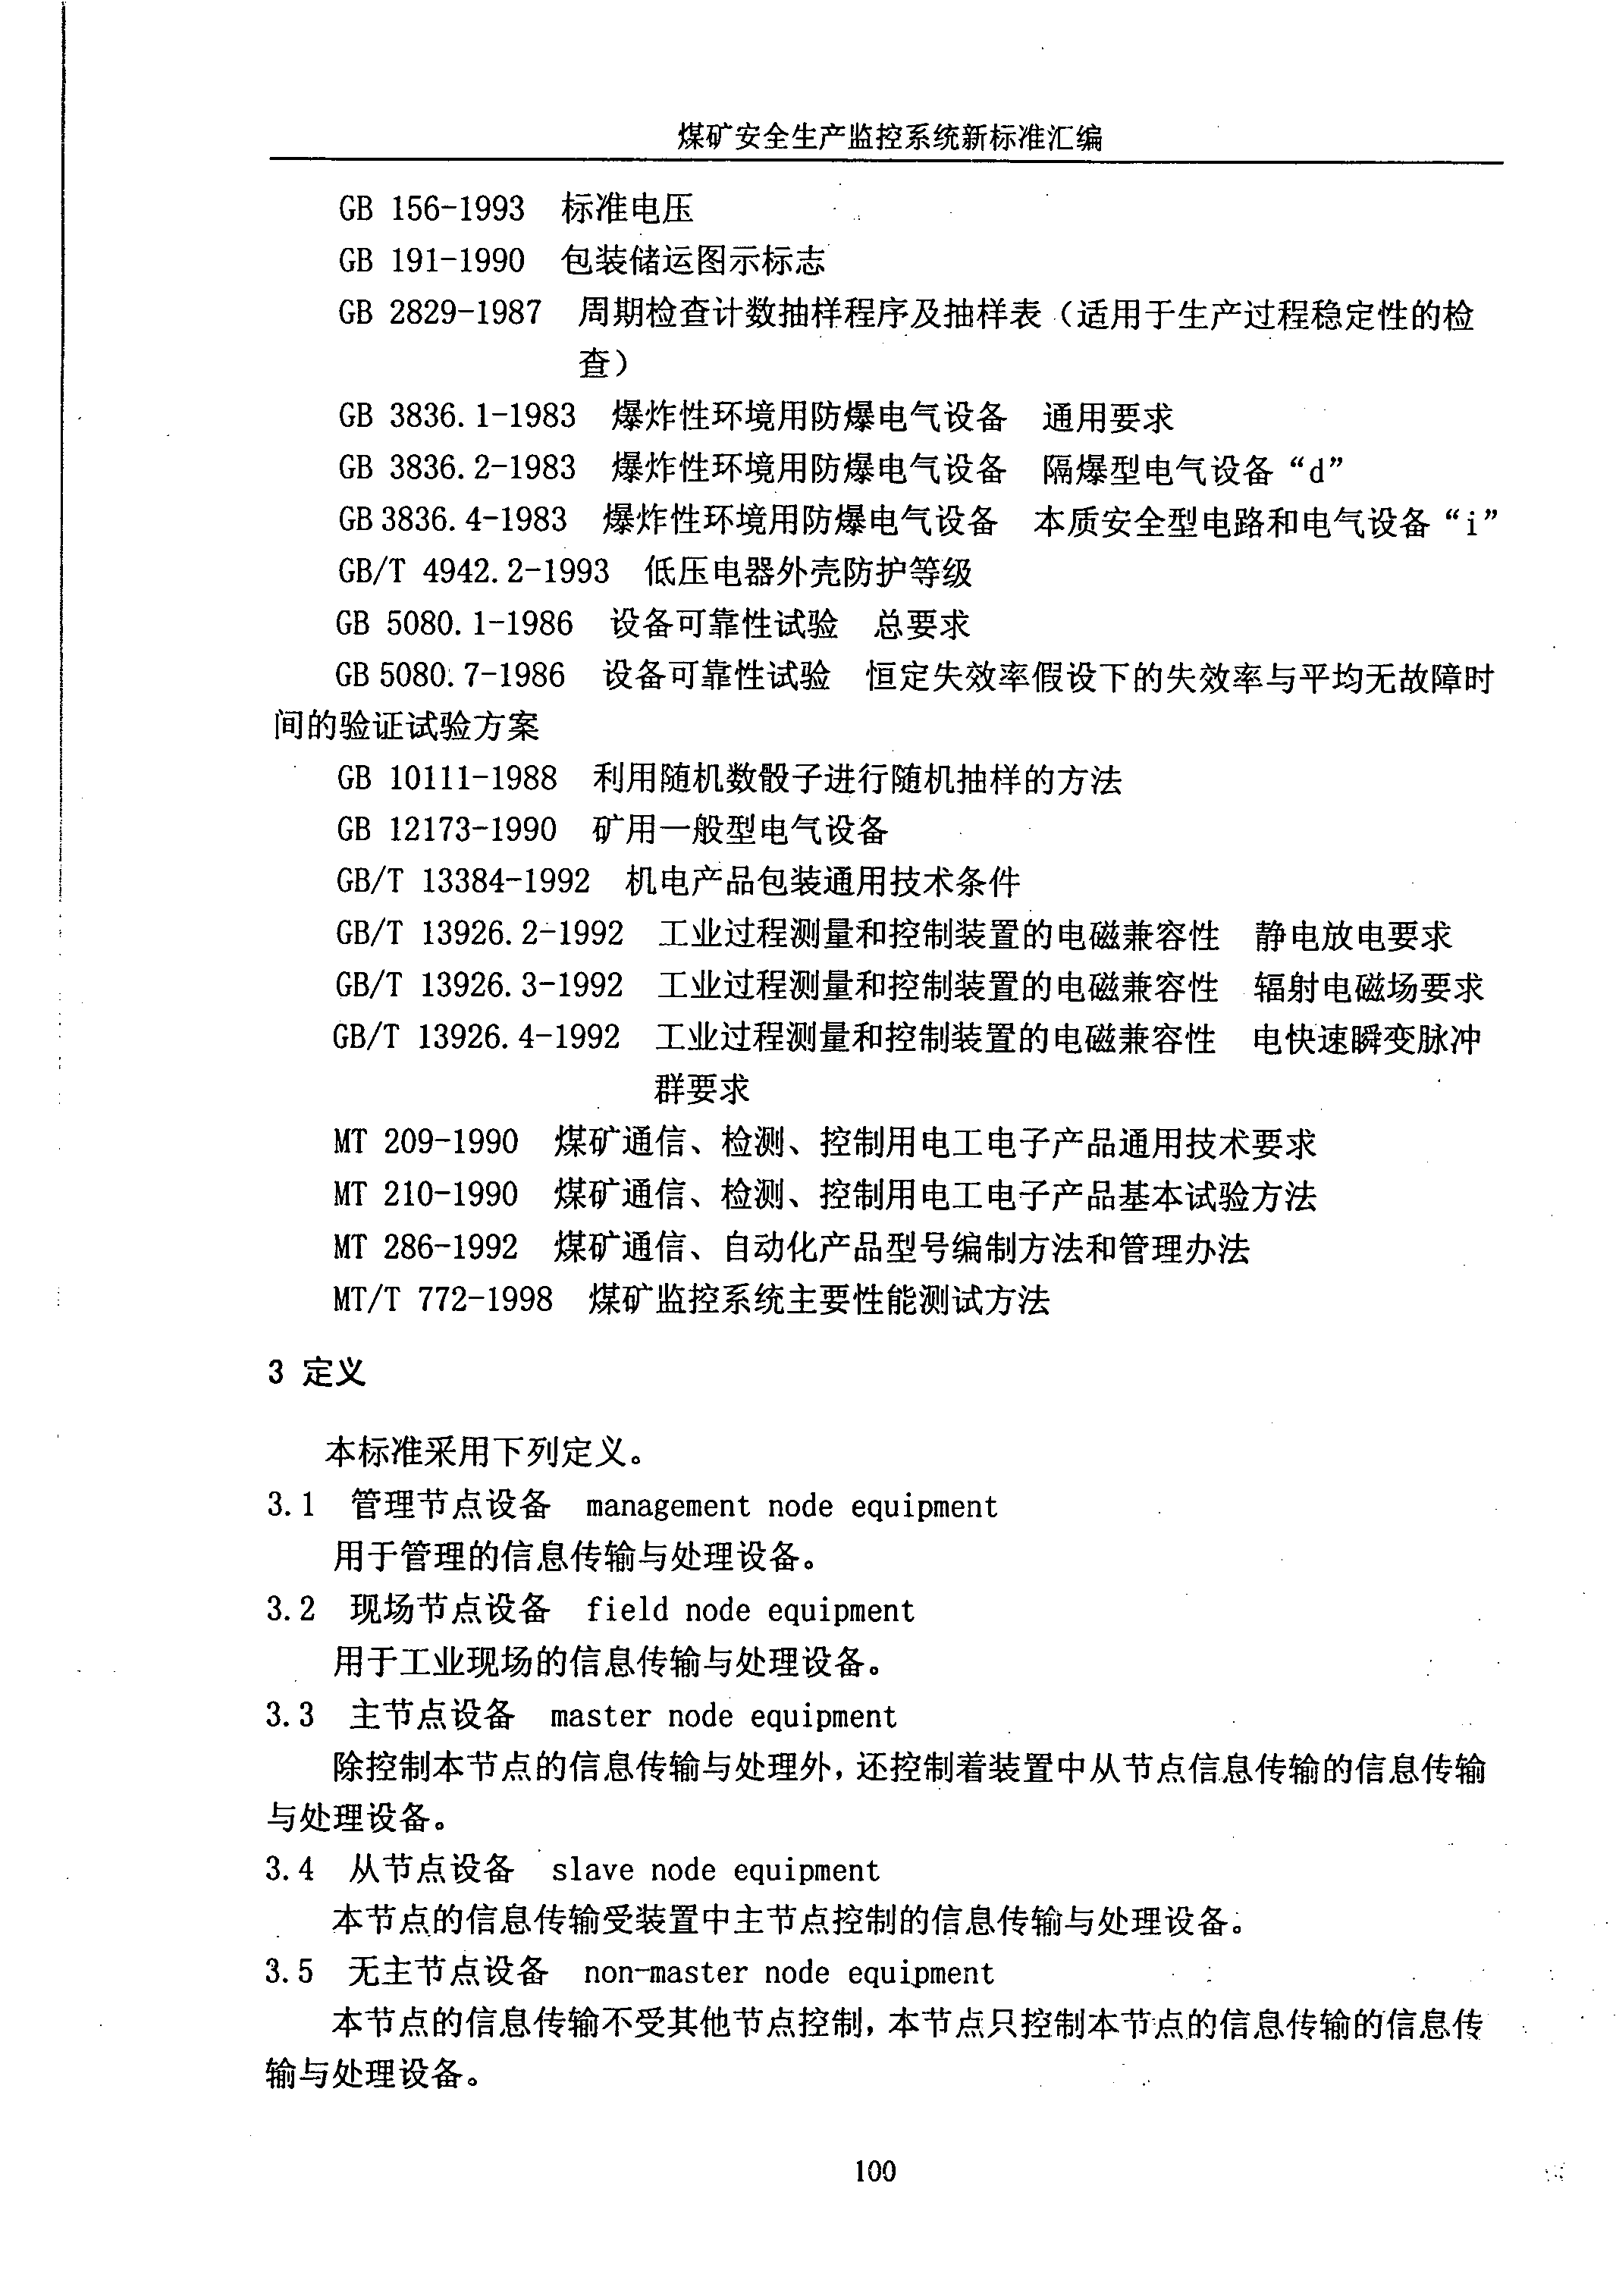 煤矿安全生产监控系统新标准汇编
GB 156-1993 标准电压
GB 191-1990 包装储运图示标志
GB 2829-1987 周期检查计数抽样程序及抽样表（适用于生产过程稳定性的检
查）
GB 3836.1-1983 爆炸性环境用防爆电气设备 通用要求
GB 3836.2-1983 爆炸性环境用防爆电气设备 隔爆型电气设备“d”
GB 3836.4-1983 爆炸性环境用防爆电气设备 本质安全型电路和电气设备“i”
GB/T 4942.2-1993 低压电器外壳防护等级
GB 5080.1-1986 设备可靠性试验 总要求
GB 5080.7-1986 设备可靠性试验 恒定失效率假设下的失效率与平均无故障时
间的验证试验方案
GB 10111-1988 利用随机数骰子进行随机抽样的方法
GB 12173-1990 矿用一般型电气设备
GB/T 13384-1992 机电产品包装通用技术条件
GB/T 13926.2-1992 工业过程测量和控制装置的电磁兼容性 静电放电要求
GB/T 13926.3-1992 工业过程测量和控制装置的电磁兼容性 辐射电磁场要求
GB/T 13926.4-1992 工业过程测量和控制装置的电磁兼容性 电快速瞬变脉冲
群要求
MT 209-1990 煤矿通信、检测、控制用电工电子产品通用技术要求
MT 210-1990 煤矿通信、检测、控制用电工电子产品基本试验方法
MT 286-1992 煤矿通信、自动化产品型号编制方法和管理办法
MT/T 772-1998 煤矿监控系统主要性能测试方法
3 定义
本标准采用下列定义。
3.1 管理节点设备 management node equipment
用于管理的信息传输与处理设备。
3.2 现场节点设备 field node equipment
用于工业现场的信息传输与处理设备。
3.3 主节点设备 master node equipment
除控制本节点的信息传输与处理外，还控制着装置中从节点信息传输的信息传输
与处理设备。
3.4 从节点设备 slave node equipment
本节点的信息传输受装置中主节点控制的信息传输与处理设备。
3.5 无主节点设备 non-master node equipment
本节点的信息传输不受其他节点控制，本节点只控制本节点的信息传输的信息传
输与处理设备。
100